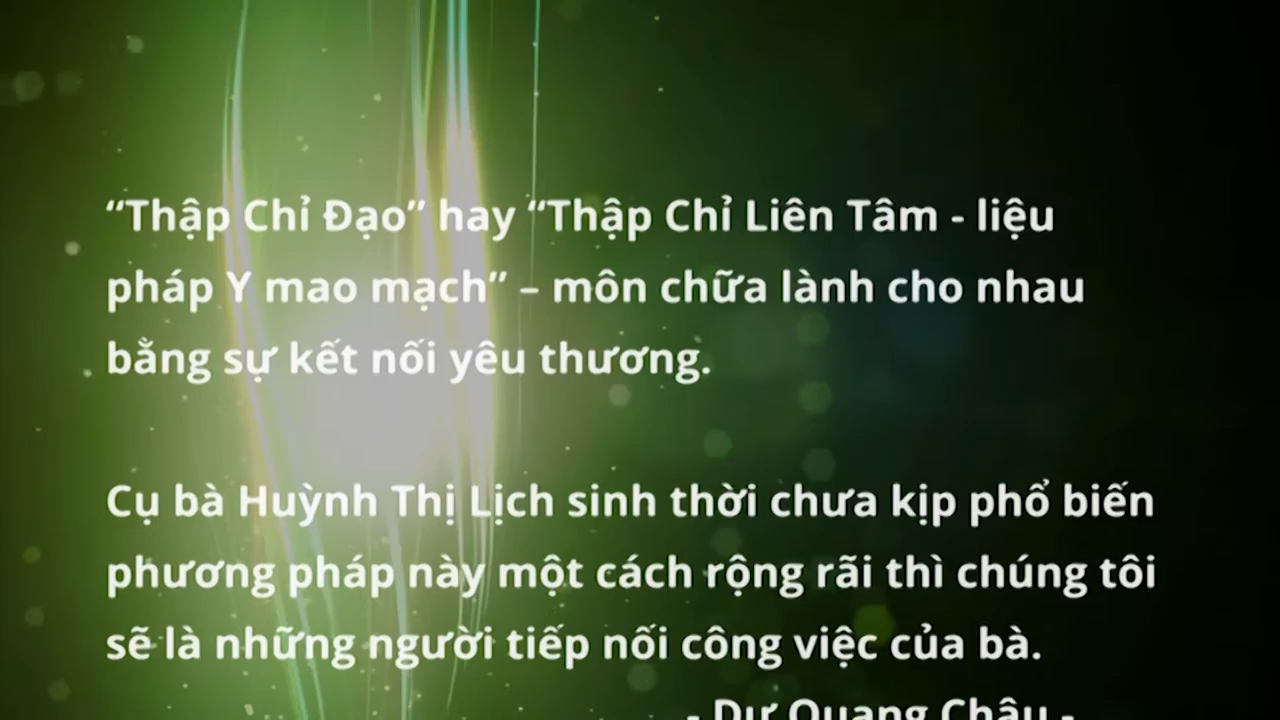 “Thập Chỉ Đạo” hay “Thập Chỉ Liên Tâm - liệu
pháp Y mao mạch” – môn chữa lành cho nhau
bằng sự kết nối yêu thương.
Cụ bà Huỳnh Thị Lịch sinh thời chưa kịp phổ biến
phương pháp này một cách rộng rãi thì chúng tôi
sẽ là những người tiếp nối công việc của bà.
- Dư Quang Châu -